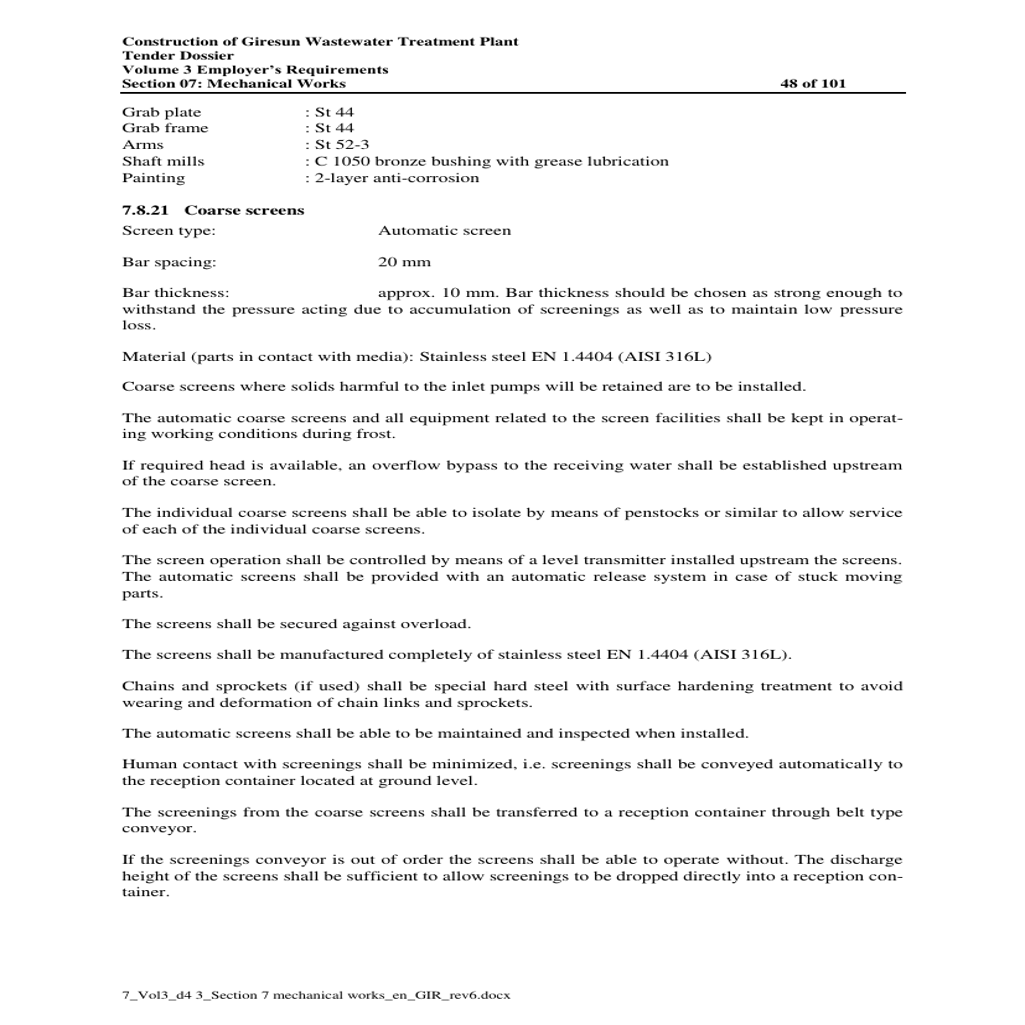 Construction of Giresun Wastewater Treatment Plant
Tender Dossier
Volume 3 Employer's Requirements
Section 07: Mechanical Works 48 of 101
Grab plate : St 44
Grab frame : St 44
Arms : St 52-3
Shaft mills : C 1050 bronze bushing with grease lubrication
Painting : 2-layer anti-corrosion
7.8.21 Coarse screens
Screen type: Automatic screen
Bar spacing: 20 mm
Bar thickness: approx. 10 mm. Bar thickness should be chosen as strong enough to
withstand the pressure acting due to accumulation of screenings as well as to maintain low pressure
loss.
Material (parts in contact with media): Stainless steel EN 1.4404 (AISI 316L)
Coarse screens where solids harmful to the inlet pumps will be retained are to be installed.
The automatic coarse screens and all equipment related to the screen facilities shall be kept in operat-
ing working conditions during frost.
If required head is available, an overflow bypass to the receiving water shall be established upstream
of the coarse screen.
The individual coarse screens shall be able to isolate by means of penstocks or similar to allow service
of each of the individual coarse screens.
The screen operation shall be controlled by means of a level transmitter installed upstream the screens.
The automatic screens shall be provided with an automatic release system in case of stuck moving
parts.
The screens shall be secured against overload.
The screens shall be manufactured completely of stainless steel EN 1.4404 (AISI 316L).
Chains and sprockets (if used) shall be special hard steel with surface hardening treatment to avoid
wearing and deformation of chain links and sprockets.
The automatic screens shall be able to be maintained and inspected when installed.
Human contact with screenings shall be minimized, i.e. screenings shall be conveyed automatically to
the reception container located at ground level.
The screenings from the coarse screens shall be transferred to a reception container through belt type
conveyor.
If the screenings conveyor is out of order the screens shall be able to operate without. The discharge
height of the screens shall be sufficient to allow screenings to be dropped directly into a reception con-
tainer.
7_Vol3_d4 3_Section 7 mechanical works_en_GIR_rev6.docx